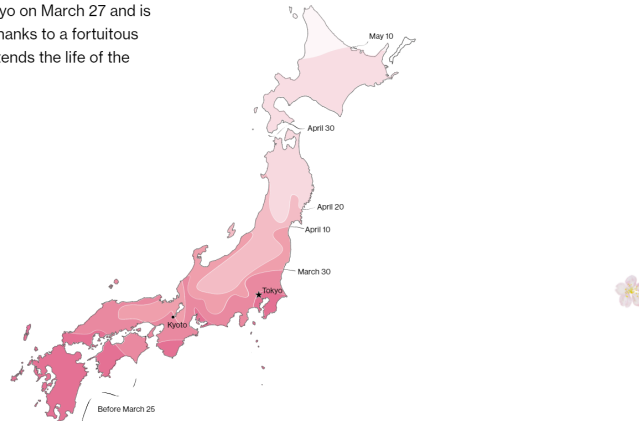 yo on March 27 and is
hanks to a fortuitous
tends the life of the
May 10
April 30
April 20
April 10
March 30
Tokyo
Kyoto
Before March 25